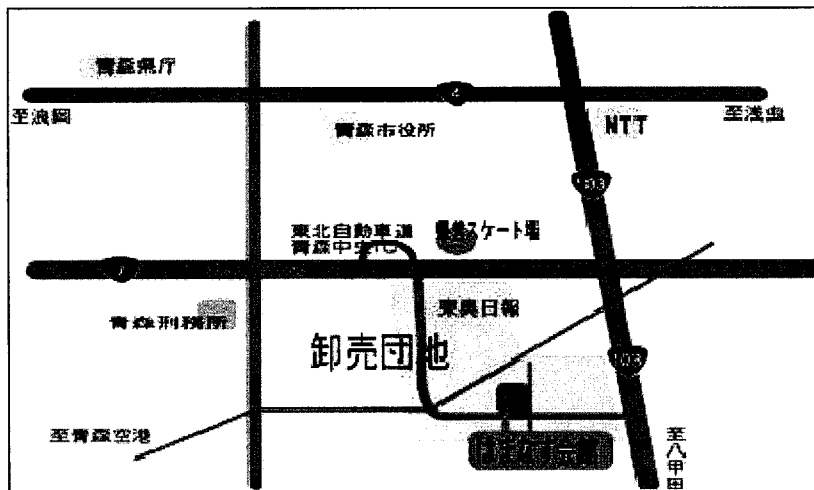 青森県庁
4
至浪岡
青森市役所
NTT
至浅虫
103
東北自動車道
青森中央IC
県営スケート場
7
青森刑務所
東奥日報
卸売団地
103
至青森空港
至八甲田